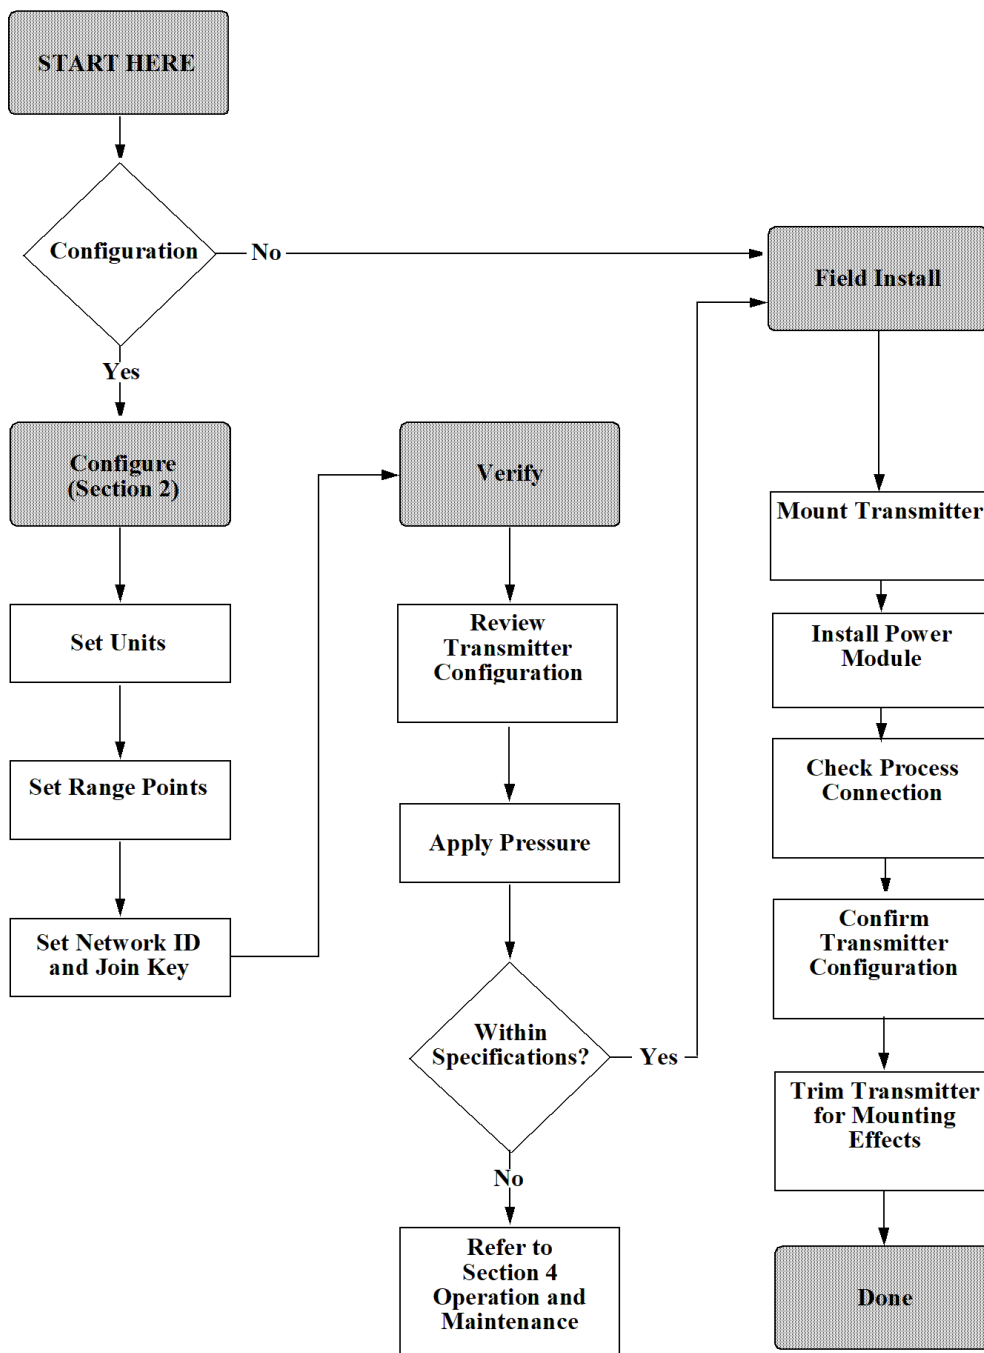 START HERE
Configuration
No
Yes
Configure
(Section 2)
Set Units
Set Range Points
Set Network ID
and Join Key
Verify
Review
Transmitter
Configuration
Apply Pressure
Within
Specifications?
Yes
No
Refer to
Section 4
Operation and
Maintenance
Field Install
Mount Transmitter
Install Power
Module
Check Process
Connection
Confirm
Transmitter
Configuration
Trim Transmitter
for Mounting
Effects
Done